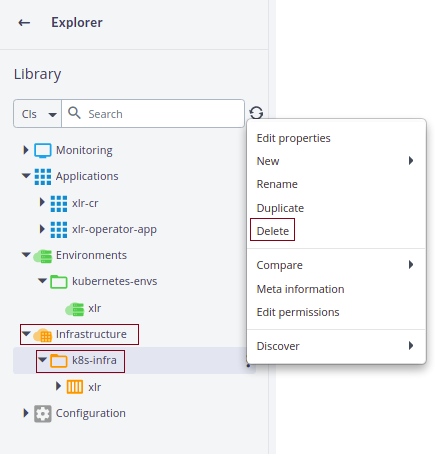 Explorer
Library
CIs
Search
Monitoring
Applications
xlr-cr
xlr-operator-app
Environments
kubernetes-envs
xlr
Infrastructure
k8s-infra
xlr
Configuration
Edit properties
New
Rename
Duplicate
Delete
Compare
Meta information
Edit permissions
Discover